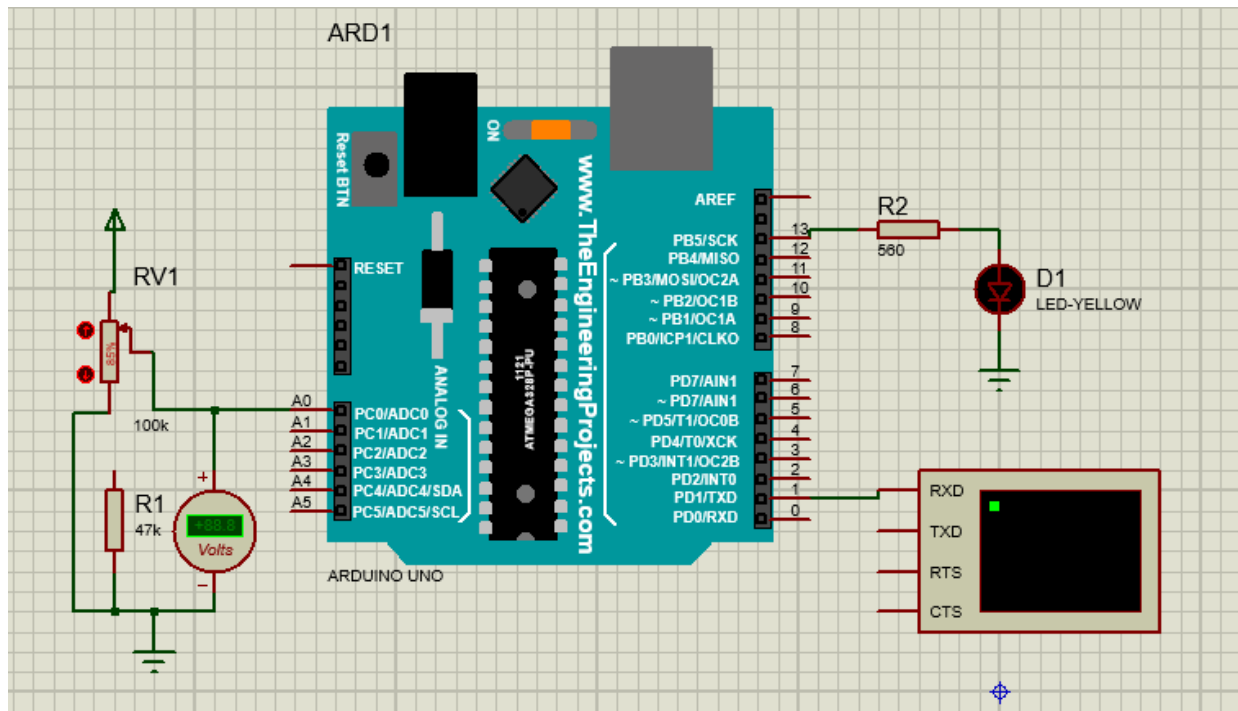 ARD1
Reset BTN
ON
www.TheEngineeringProjects.com
RESET
AREF
PB5/SCK
13
PB4/MISO
12
~ PB3/MOSI/OC2A
11
~ PB2/OC1B
10
~ PB1/OC1A
9
PB0/ICP1/CLKO
8
PD7/AIN1
7
~ PD7/AIN1
6
~ PD5/T1/OC0B
5
PD4/T0/XCK
4
~ PD3/INT1/OC2B
3
PD2/INT0
2
PD1/TXD
1
PD0/RXD
0
ANALOG IN
1121
ATMEGA328P-PU
A0
PC0/ADC0
A1
PC1/ADC1
A2
PC2/ADC2
A3
PC3/ADC3
A4
PC4/ADC4/SDA
A5
PC5/ADC5/SCL
ARDUINO UNO
RV1
85%
100k
R1
47k
+
+88.8
Volts
−
R2
560
D1
LED-YELLOW
RXD
TXD
RTS
CTS